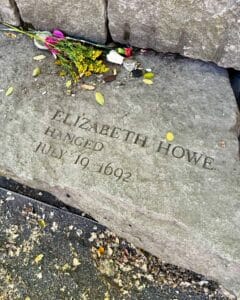 ELIZABETH HOWE
HANGED
JULY 19, 1692